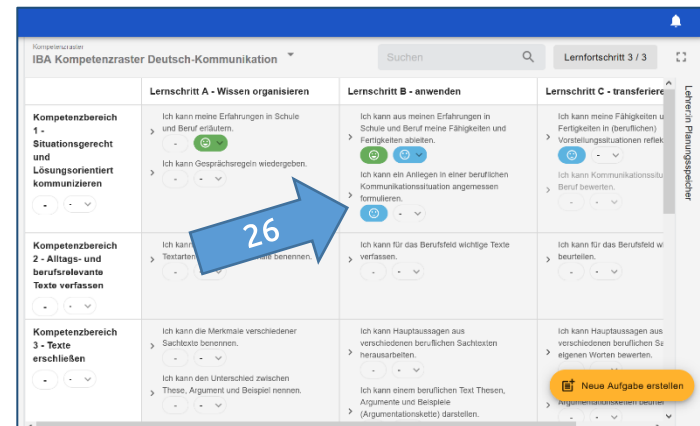 Kompetenzraster
IBA Kompetenzraster Deutsch-Kommunikation
Suchen
Lernfortschritt 3 / 3
Lernschritt A - Wissen organisieren
Lernschritt B - anwenden
Lernschritt C - transferiere
Kompetenzbereich
1 -
Situationsgerecht
und
Lösungsorientiert
kommunizieren
- -
Ich kann meine Erfahrungen in Schule
und Beruf erläutern.
-
Ich kann Gesprächsregeln wiedergeben.
- -
Ich kann aus meinen Erfahrungen in
Schule und Beruf meine Fähigkeiten und
Fertigkeiten ableiten.
Ich kann ein Anliegen in einer beruflichen
Kommunikationssituation angemessen
formulieren.
-
Ich kann meine Fähigkeiten u
Fertigkeiten in (beruflichen)
Vorstellungssituationen reflek
-
Ich kann Kommunikationssitu
Beruf bewerten.
- -
26
Kompetenzbereich
2 - Alltags- und
berufsrelevante
Texte verfassen
- -
Ich kann
Textarten
benennen.
Ich kann für das Berufsfeld wichtige Texte
verfassen.
- -
Ich kann für das Berufsfeld wi
beurteilen.
- -
Kompetenzbereich
3 - Texte
erschließen
- -
Ich kann die Merkmale verschiedener
Sachtexte benennen.
- -
Ich kann den Unterschied zwischen
These, Argument und Beispiel nennen.
- -
Ich kann Hauptaussagen aus
verschiedenen beruflichen Sachtexten
herausarbeiten.
- -
Ich kann einem beruflichen Text Thesen,
Argumente und Beispiele
(Argumentationskette) darstellen.
Ich kann Hauptaussagen aus
verschiedenen beruflichen Sa
eigenen Worten bewerten.
Neue Aufgabe erstellen
- -
Lehrer:in Planungsspeicher